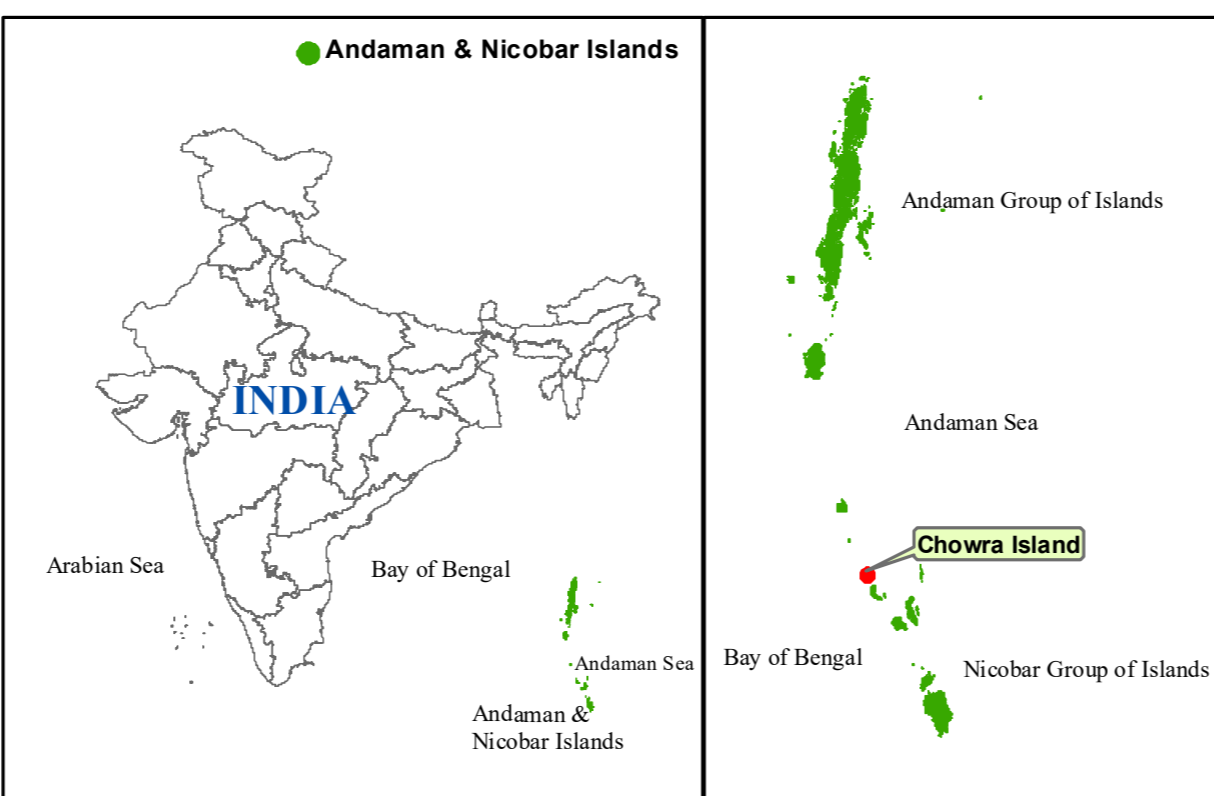 Andaman & Nicobar Islands
INDIA
Arabian Sea
Bay of Bengal
Andaman Sea
Andaman &
Nicobar Islands
Andaman Group of Islands
Andaman Sea
Chowra Island
Bay of Bengal
Nicobar Group of Islands